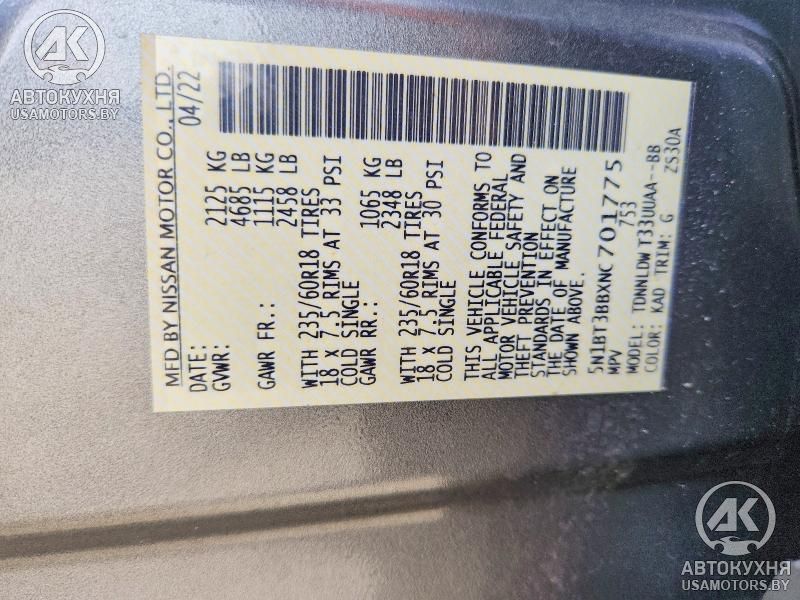 MFD BY NISSAN MOTOR CO., LTD.
DATE: 04/22
GVWR: 2125 KG
4685 LB
GAWR FR.: 1115 KG
2458 LB
WITH 235/60R18 TIRES
18 X 7.5 RIMS AT 33 PSI
COLD SINGLE
GAWR RR.: 1065 KG
2348 LB
WITH 235/60R18 TIRES
18 X 7.5 RIMS AT 30 PSI
COLD SINGLE
THIS VEHICLE CONFORMS TO
ALL APPLICABLE FEDERAL
MOTOR VEHICLE SAFETY AND
THEFT PREVENTION
STANDARDS IN EFFECT ON
THE DATE OF MANUFACTURE
SHOWN ABOVE.
5N1BT3BBXNC701775
MPV 753
MODEL: TDNNLDWT33UUAA--BB
COLOR: KAD TRIM: G ZS30A
АК
АВТОКУХНЯ
USAMOTORS.BY
АК
АВТОКУХНЯ
USAMOTORS.BY